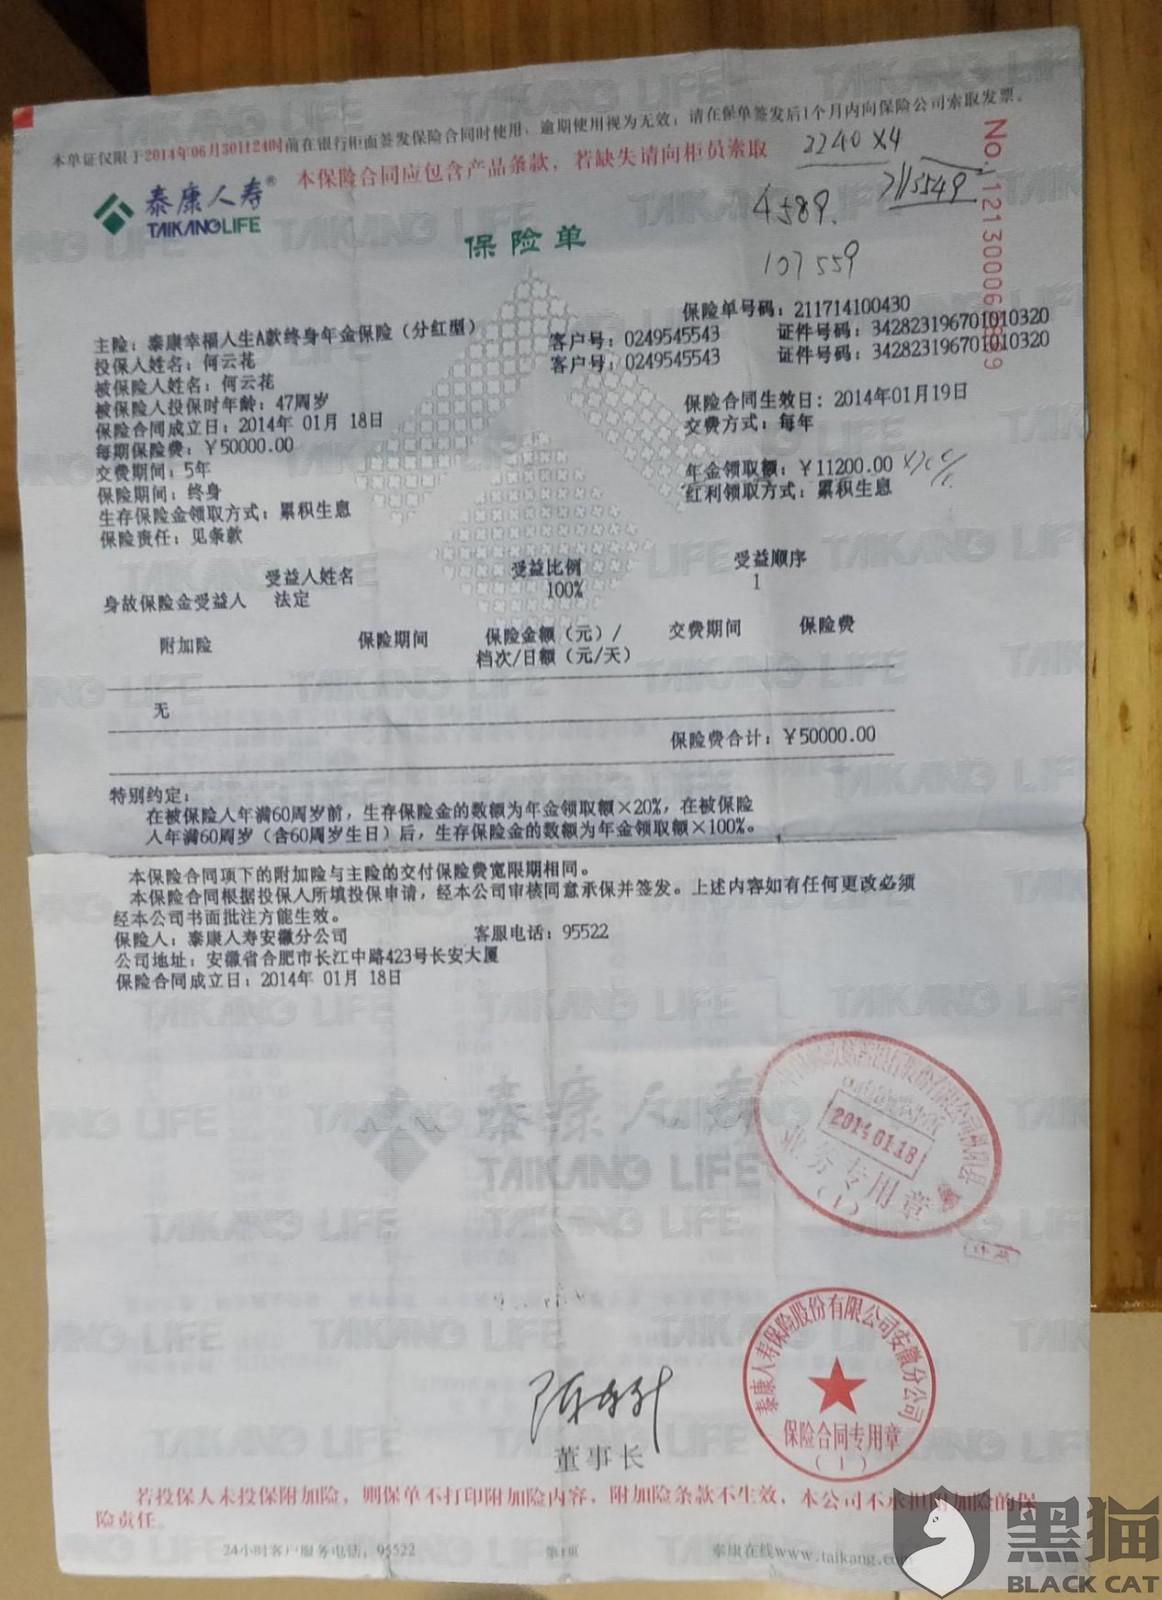 本单证仅限于2014年06月30日24时前在银行柜面签发保险合同时使用，逾期使用视为无效；请在保单签发后1个月内向保险公司索取发票。
本保险合同应包含产品条款，若缺失请向柜员索取
2240×4
4589.
107559
泰康人寿®
TAIKANGLIFE
保险单
保险单号码：211714100430
主险：泰康幸福人生A款终身年金保险（分红型）
投保人姓名：何云花 客户号：0249545543 证件号码：342823196701010320
被保险人姓名：何云花 客户号：0249545543 证件号码：342823196701010320
被保险人投保时年龄：47周岁
保险合同成立日：2014年 01月 18日 保险合同生效日：2014年01月19日
每期保险费：￥50000.00 交费方式：每年
交费期间：5年
保险期间：终身 年金领取额：￥11200.00
生存保险金领取方式：累积生息 红利领取方式：累积生息
保险责任：见条款
受益人姓名 受益比例 受益顺序
身故保险金受益人 法定 100% 1
附加险 保险期间 保险金额（元）/ 交费期间 保险费
档次/日额（元/天）
无
保险费合计：￥50000.00
特别约定：
在被保险人年满60周岁前，生存保险金的数额为年金领取额×20%，在被保险
人年满60周岁（含60周岁生日）后，生存保险金的数额为年金领取额×100%。
本保险合同项下的附加险与主险的交付保险费宽限期相同。
本保险合同根据投保人所填投保申请，经本公司审核同意承保并签发。上述内容如有任何更改必须
经本公司书面批注方能生效。
保险人：泰康人寿安徽分公司 客服电话：95522
公司地址：安徽省合肥市长江中路423号长安大厦
保险合同成立日：2014年 01月 18日
泰康人寿
TAIKANG LIFE
2014.01.18
业务专用章
（1）
泰康人寿保险股份有限公司安徽分公司
保险合同专用章
（1）
董事长
若投保人未投保附加险，则保单不打印附加险内容，附加险条款不生效，本公司不承担附加险的保
险责任。
24小时客户服务电话：95522 第1页 泰康在线www.taikang.com
黑猫
BLACK CAT